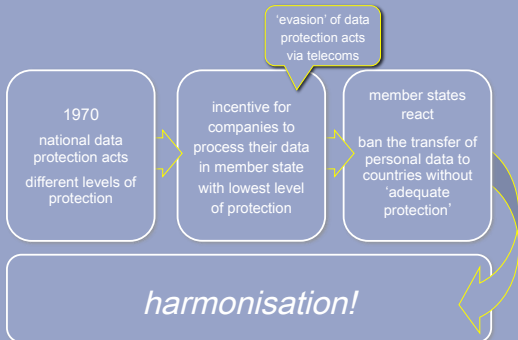 ‘evasion’ of data
protection acts
via telecoms
1970
national data
protection acts
different levels of
protection
incentive for
companies to
process their data
in member state
with lowest level
of protection
member states
react
ban the transfer of
personal data to
countries without
‘adequate
protection’
harmonisation!